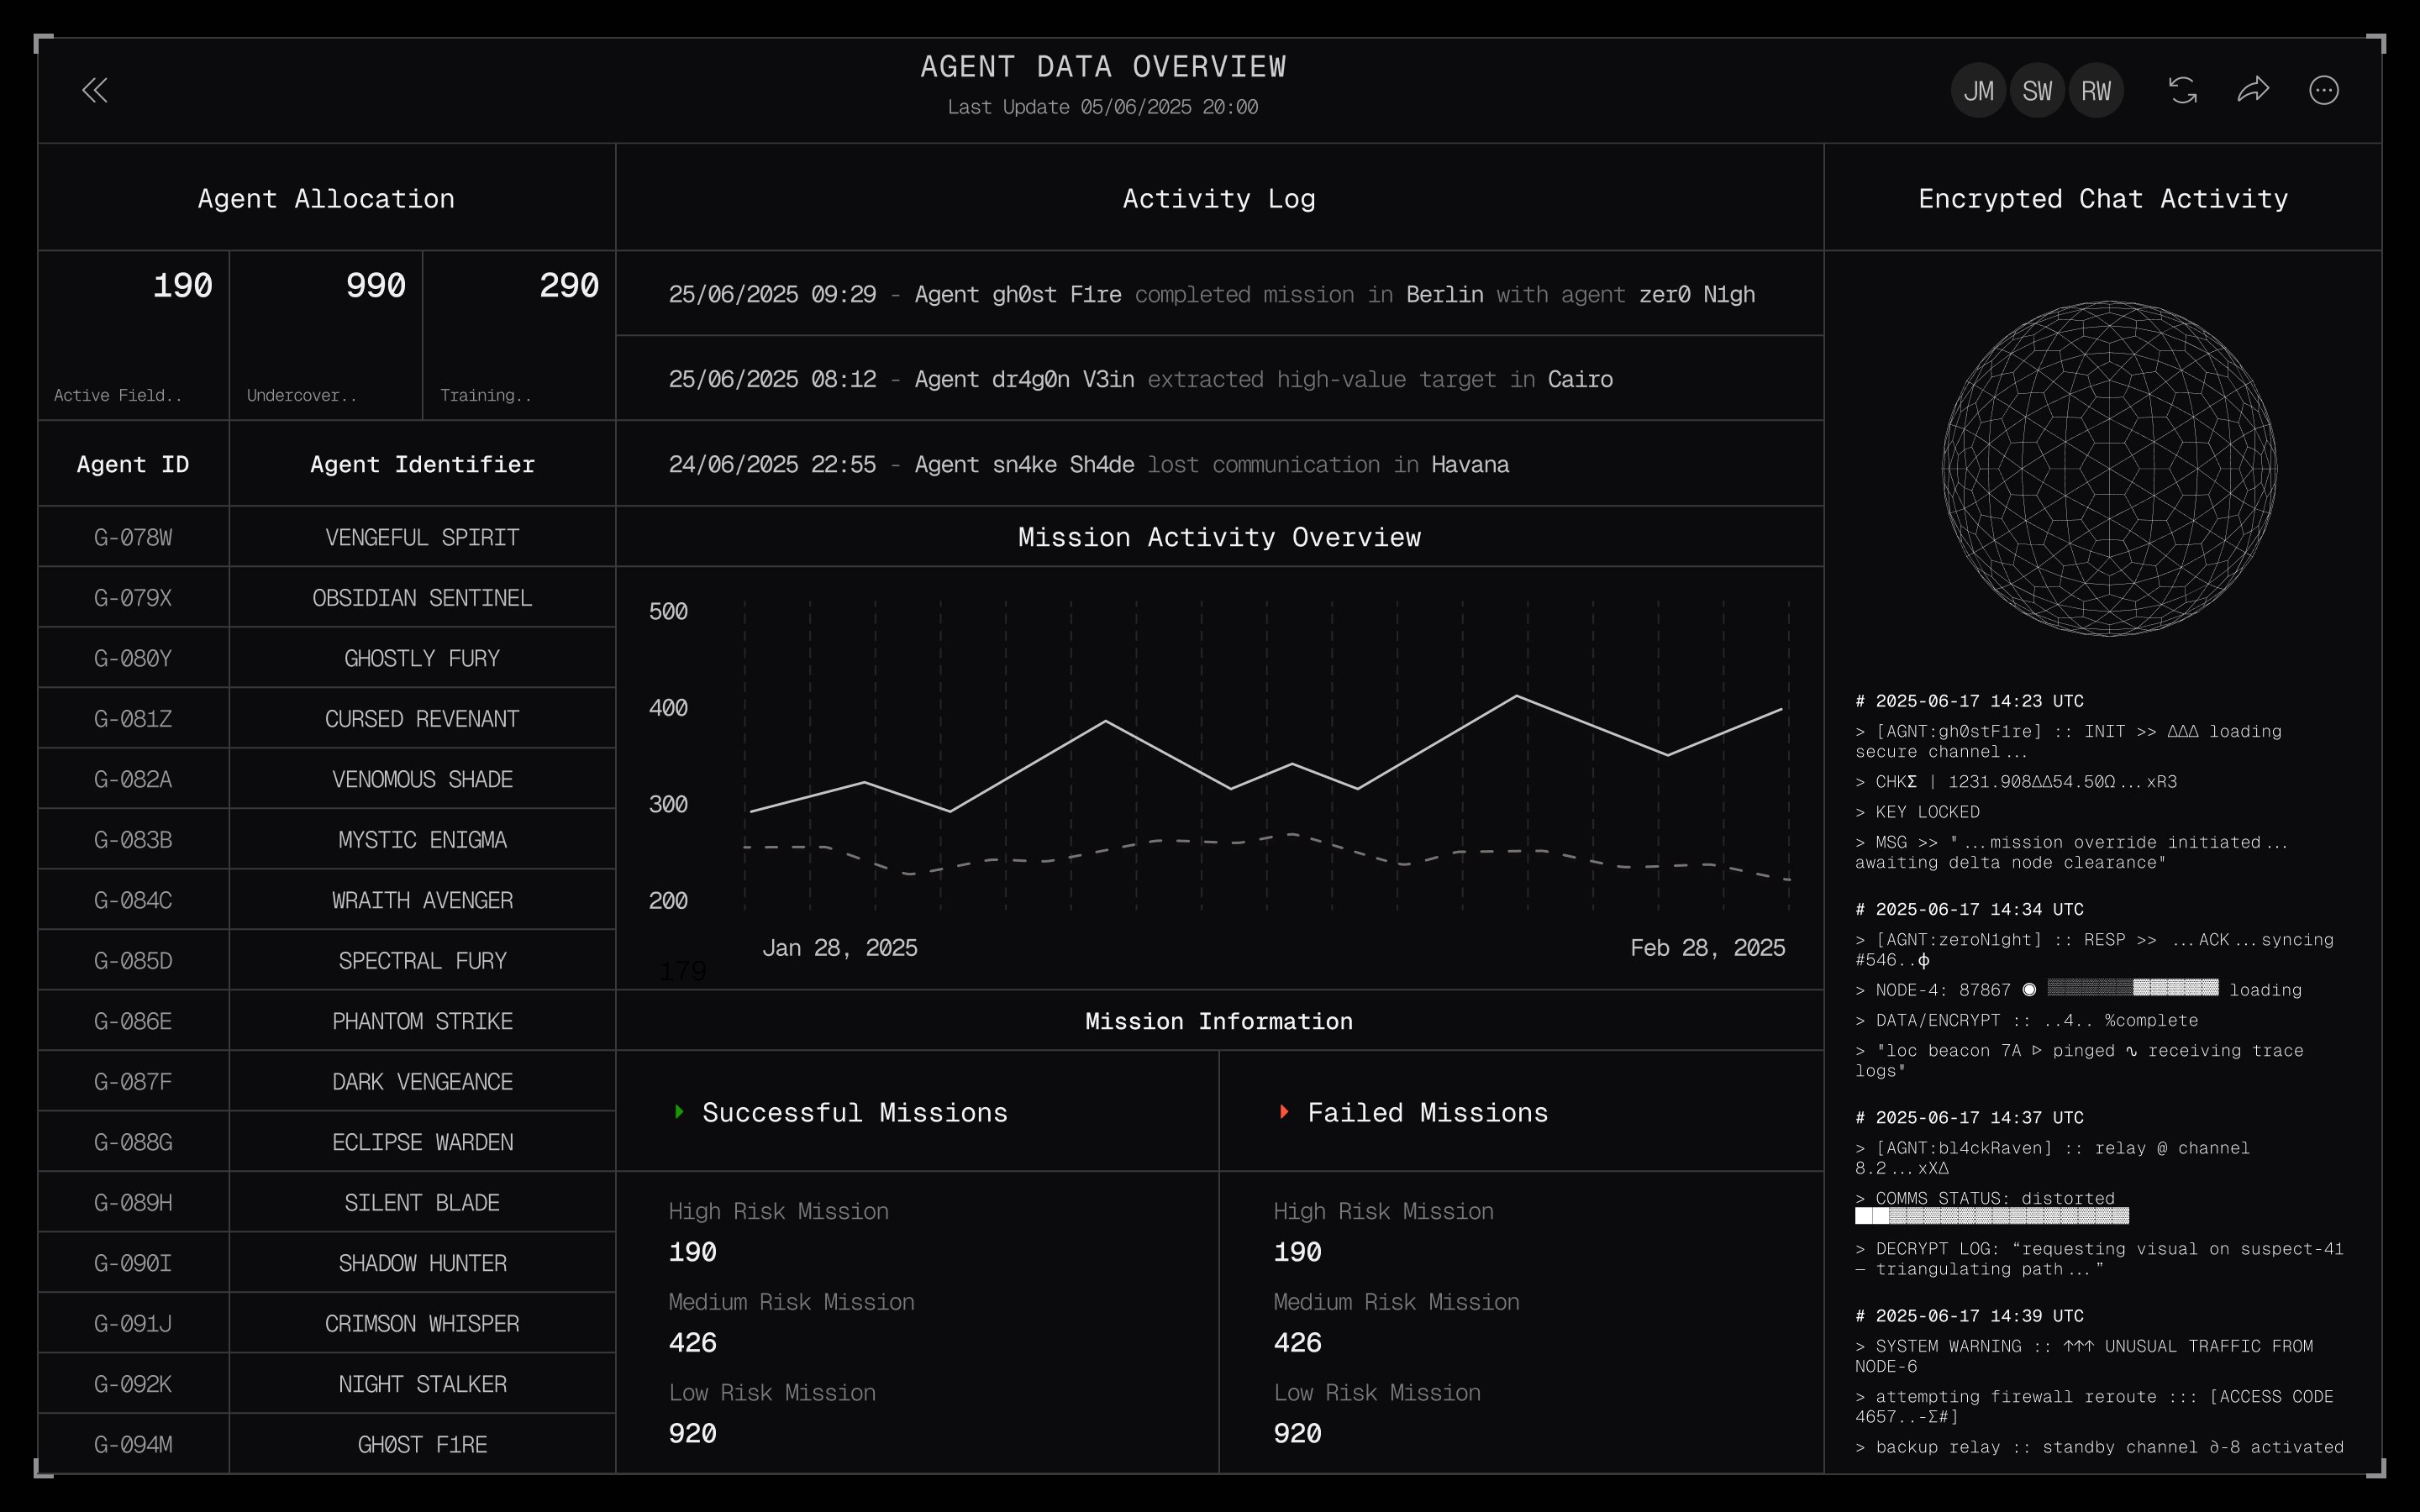 AGENT DATA OVERVIEW
Last Update 05/06/2025 20:00
JM SW RW
Agent Allocation
190 990 290
Active Field.. Undercover.. Training..
Agent ID Agent Identifier
G-078W VENGEFUL SPIRIT
G-079X OBSIDIAN SENTINEL
G-080Y GHOSTLY FURY
G-081Z CURSED REVENANT
G-082A VENOMOUS SHADE
G-083B MYSTIC ENIGMA
G-084C WRAITH AVENGER
G-085D SPECTRAL FURY
G-086E PHANTOM STRIKE
G-087F DARK VENGEANCE
G-088G ECLIPSE WARDEN
G-089H SILENT BLADE
G-090I SHADOW HUNTER
G-091J CRIMSON WHISPER
G-092K NIGHT STALKER
G-094M GH0ST F1RE
Activity Log
25/06/2025 09:29 - Agent gh0st F1re completed mission in Berlin with agent zer0 N1gh
25/06/2025 08:12 - Agent dr4g0n V3in extracted high-value target in Cairo
24/06/2025 22:55 - Agent sn4ke Sh4de lost communication in Havana
Mission Activity Overview
500
400
300
200
Jan 28, 2025 Feb 28, 2025
179
Mission Information
Successful Missions
High Risk Mission
190
Medium Risk Mission
426
Low Risk Mission
920
Failed Missions
High Risk Mission
190
Medium Risk Mission
426
Low Risk Mission
920
Encrypted Chat Activity
# 2025-06-17 14:23 UTC
> [AGNT:gh0stF1re] :: INIT >> ΔΔΔ loading
secure channel...
> CHKΣ | 1231.908ΔΔ54.50Ω...xR3
> KEY LOCKED
> MSG >> "...mission override initiated...
awaiting delta node clearance"
# 2025-06-17 14:34 UTC
> [AGNT:zeroN1ght] :: RESP >> ...ACK...syncing
#546..ϕ
> NODE-4: 87867 ◉ ▒▒▒▒▒▓▓▓▓▓ loading
> DATA/ENCRYPT :: ..4.. %complete
> "loc beacon 7A ▷ pinged ∿ receiving trace
logs"
# 2025-06-17 14:37 UTC
> [AGNT:bl4ckRaven] :: relay @ channel
8.2...xXΔ
> COMMS STATUS: distorted
██▓▓▓▓▓▓▓▓▓▓▓▓▓▓
> DECRYPT LOG: “requesting visual on suspect-41
— triangulating path...”
# 2025-06-17 14:39 UTC
> SYSTEM WARNING :: ↑↑↑ UNUSUAL TRAFFIC FROM
NODE-6
> attempting firewall reroute ::: [ACCESS CODE
4657..-Σ#]
> backup relay :: standby channel ∂-8 activated